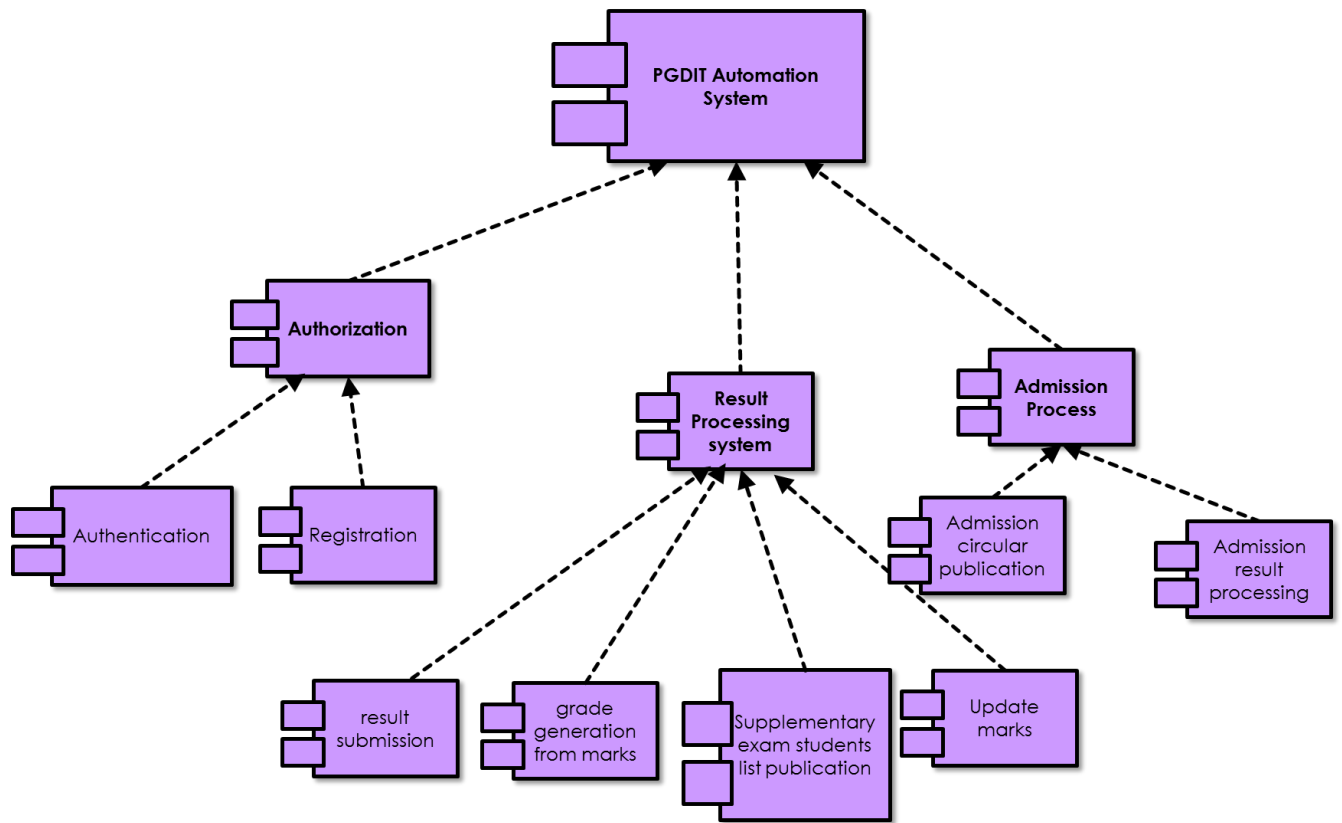 PGDIT Automation
System
Authorization
Result
Processing
system
Admission
Process
Authentication
Registration
Admission
circular
publication
Admission
result
processing
result
submission
grade
generation
from marks
Supplementary
exam students
list publication
Update
marks